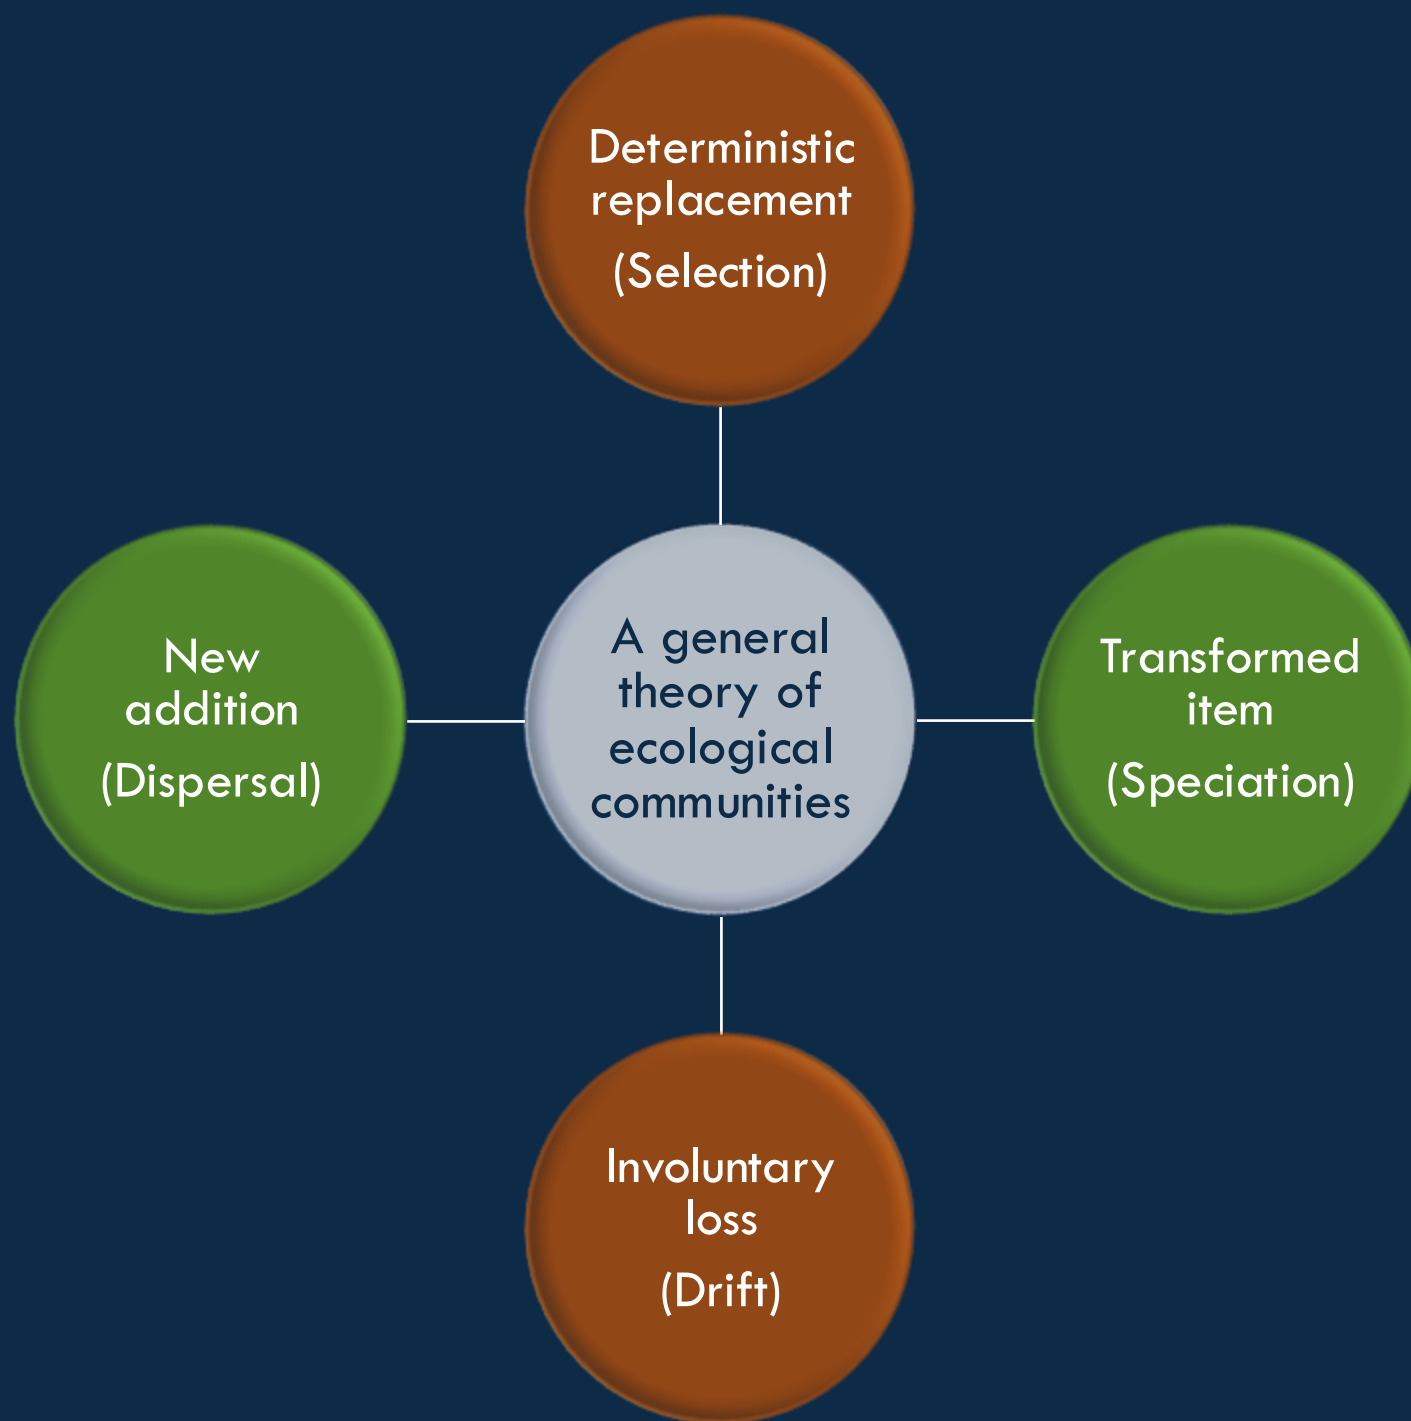 Deterministic
replacement
(Selection)
New
addition
(Dispersal)
A general
theory of
ecological
communities
Transformed
item
(Speciation)
Involuntary
loss
(Drift)